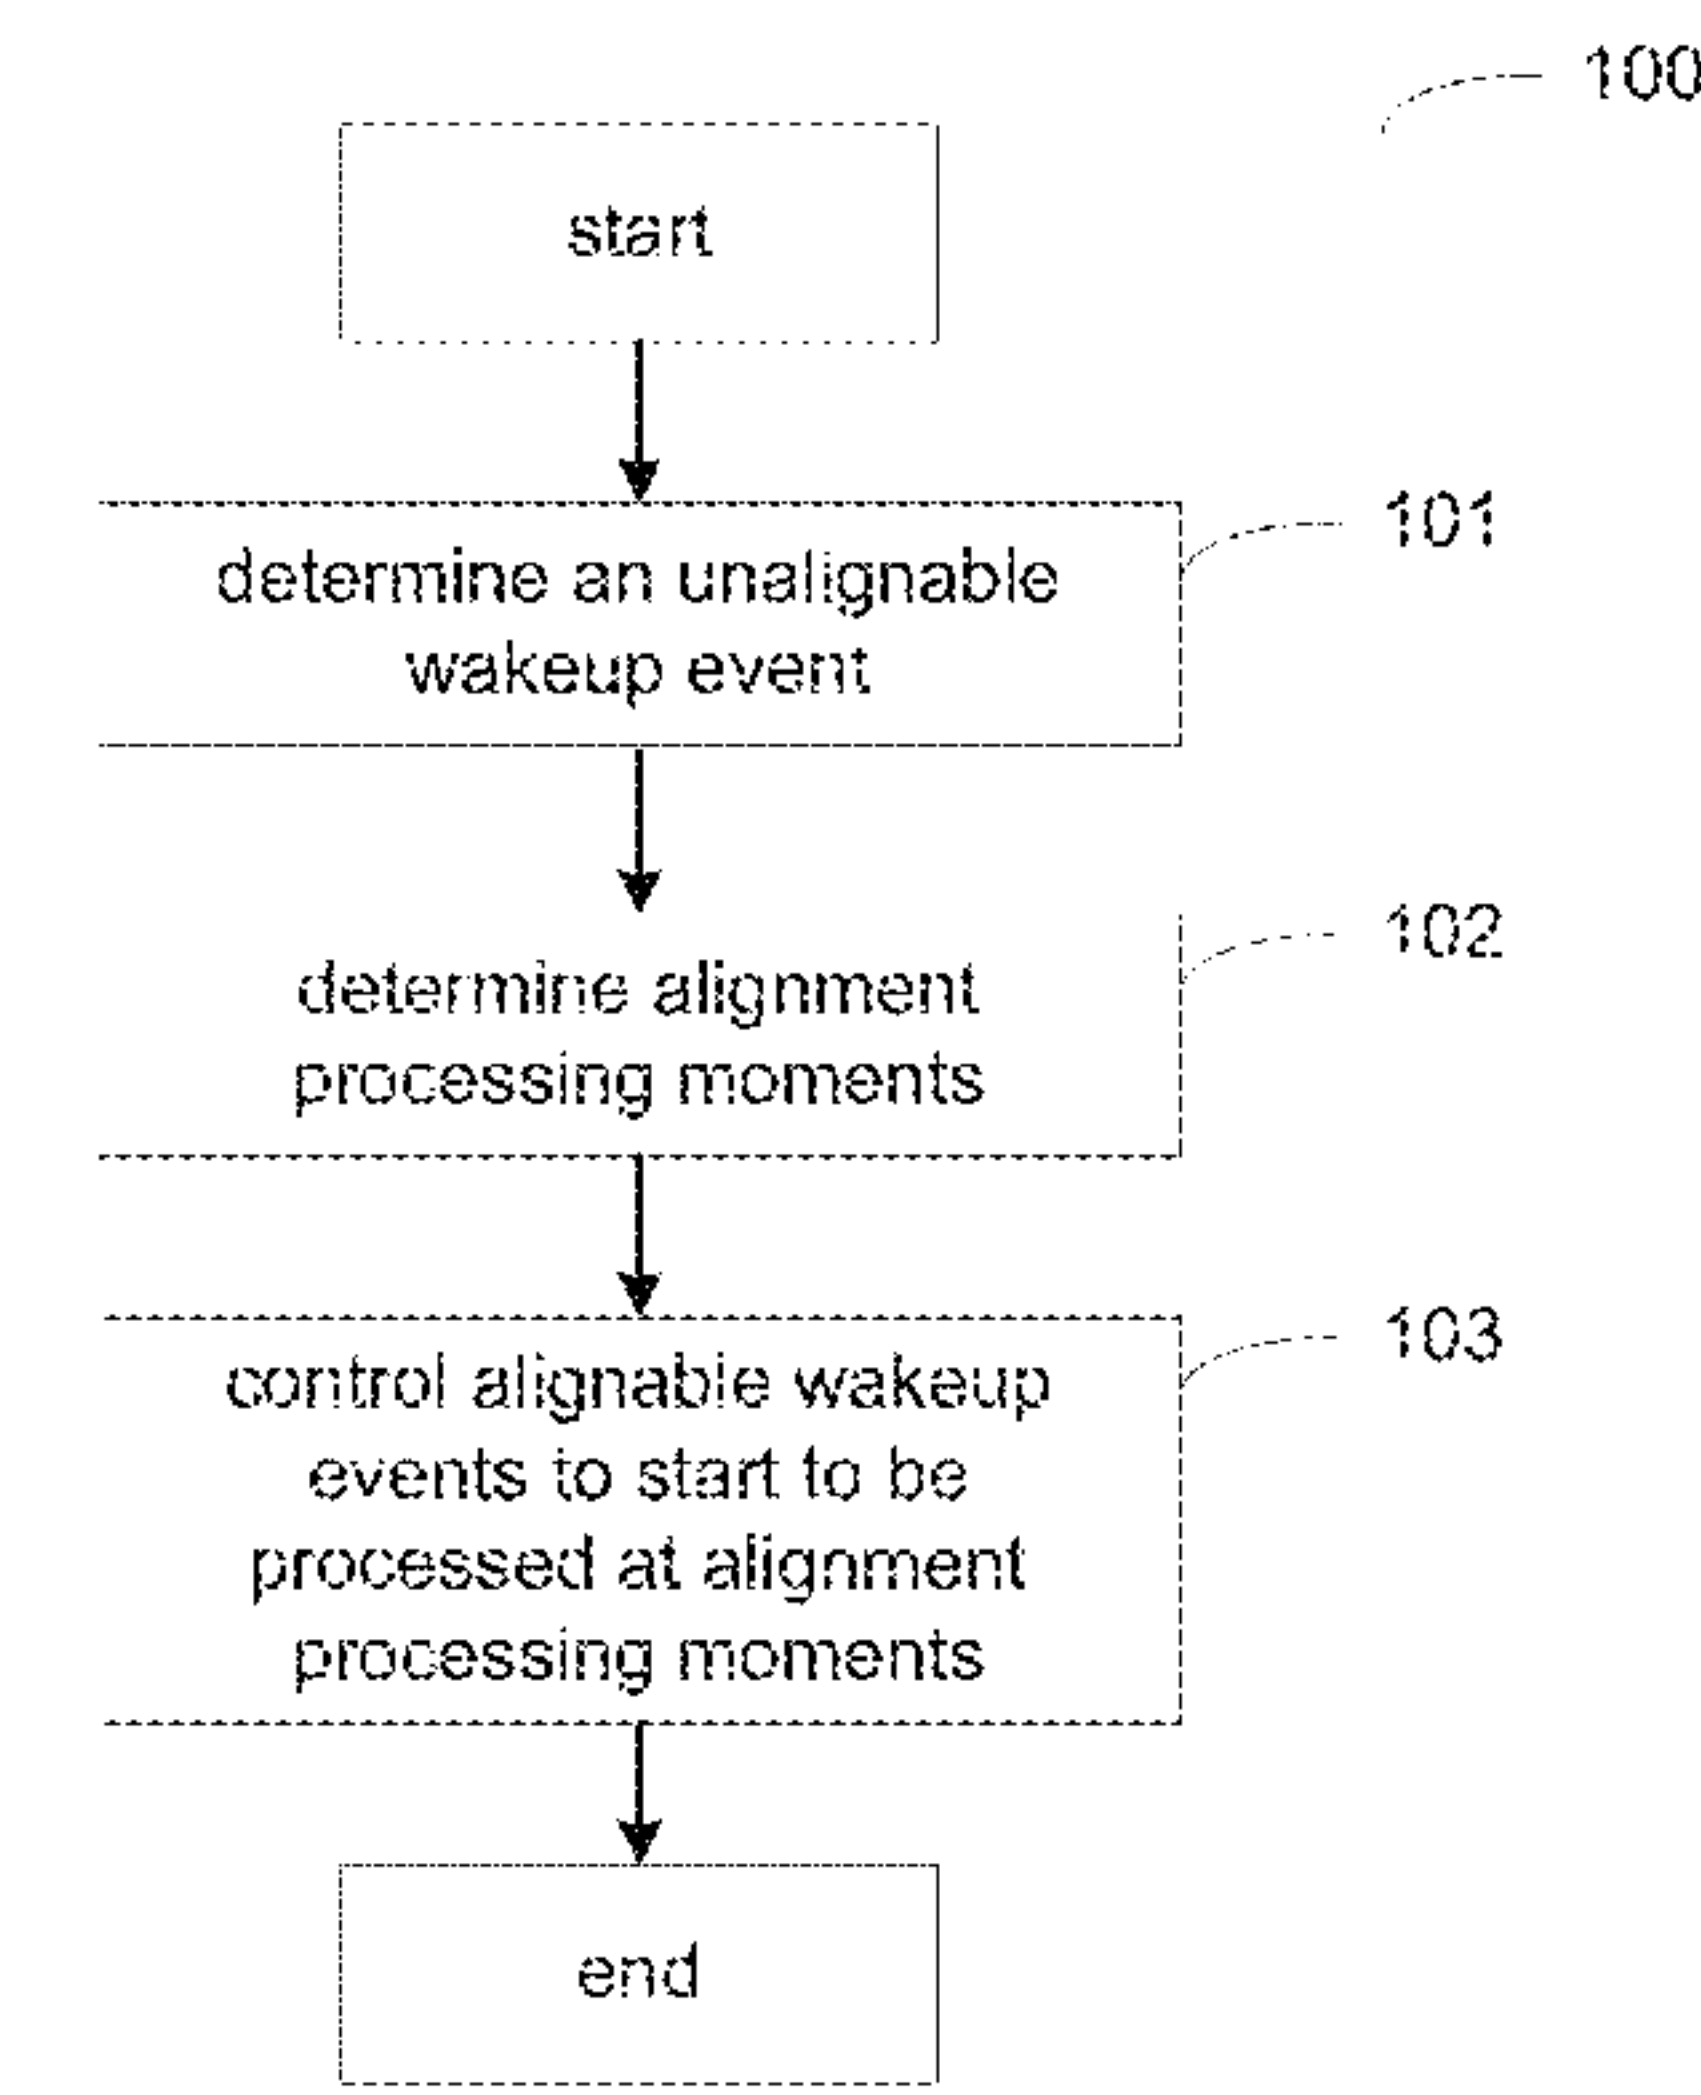 100
start
101
determine an unalignable
wakeup event
102
determine alignment
processing moments
103
control alignable wakeup
events to start to be
processed at alignment
processing moments
end